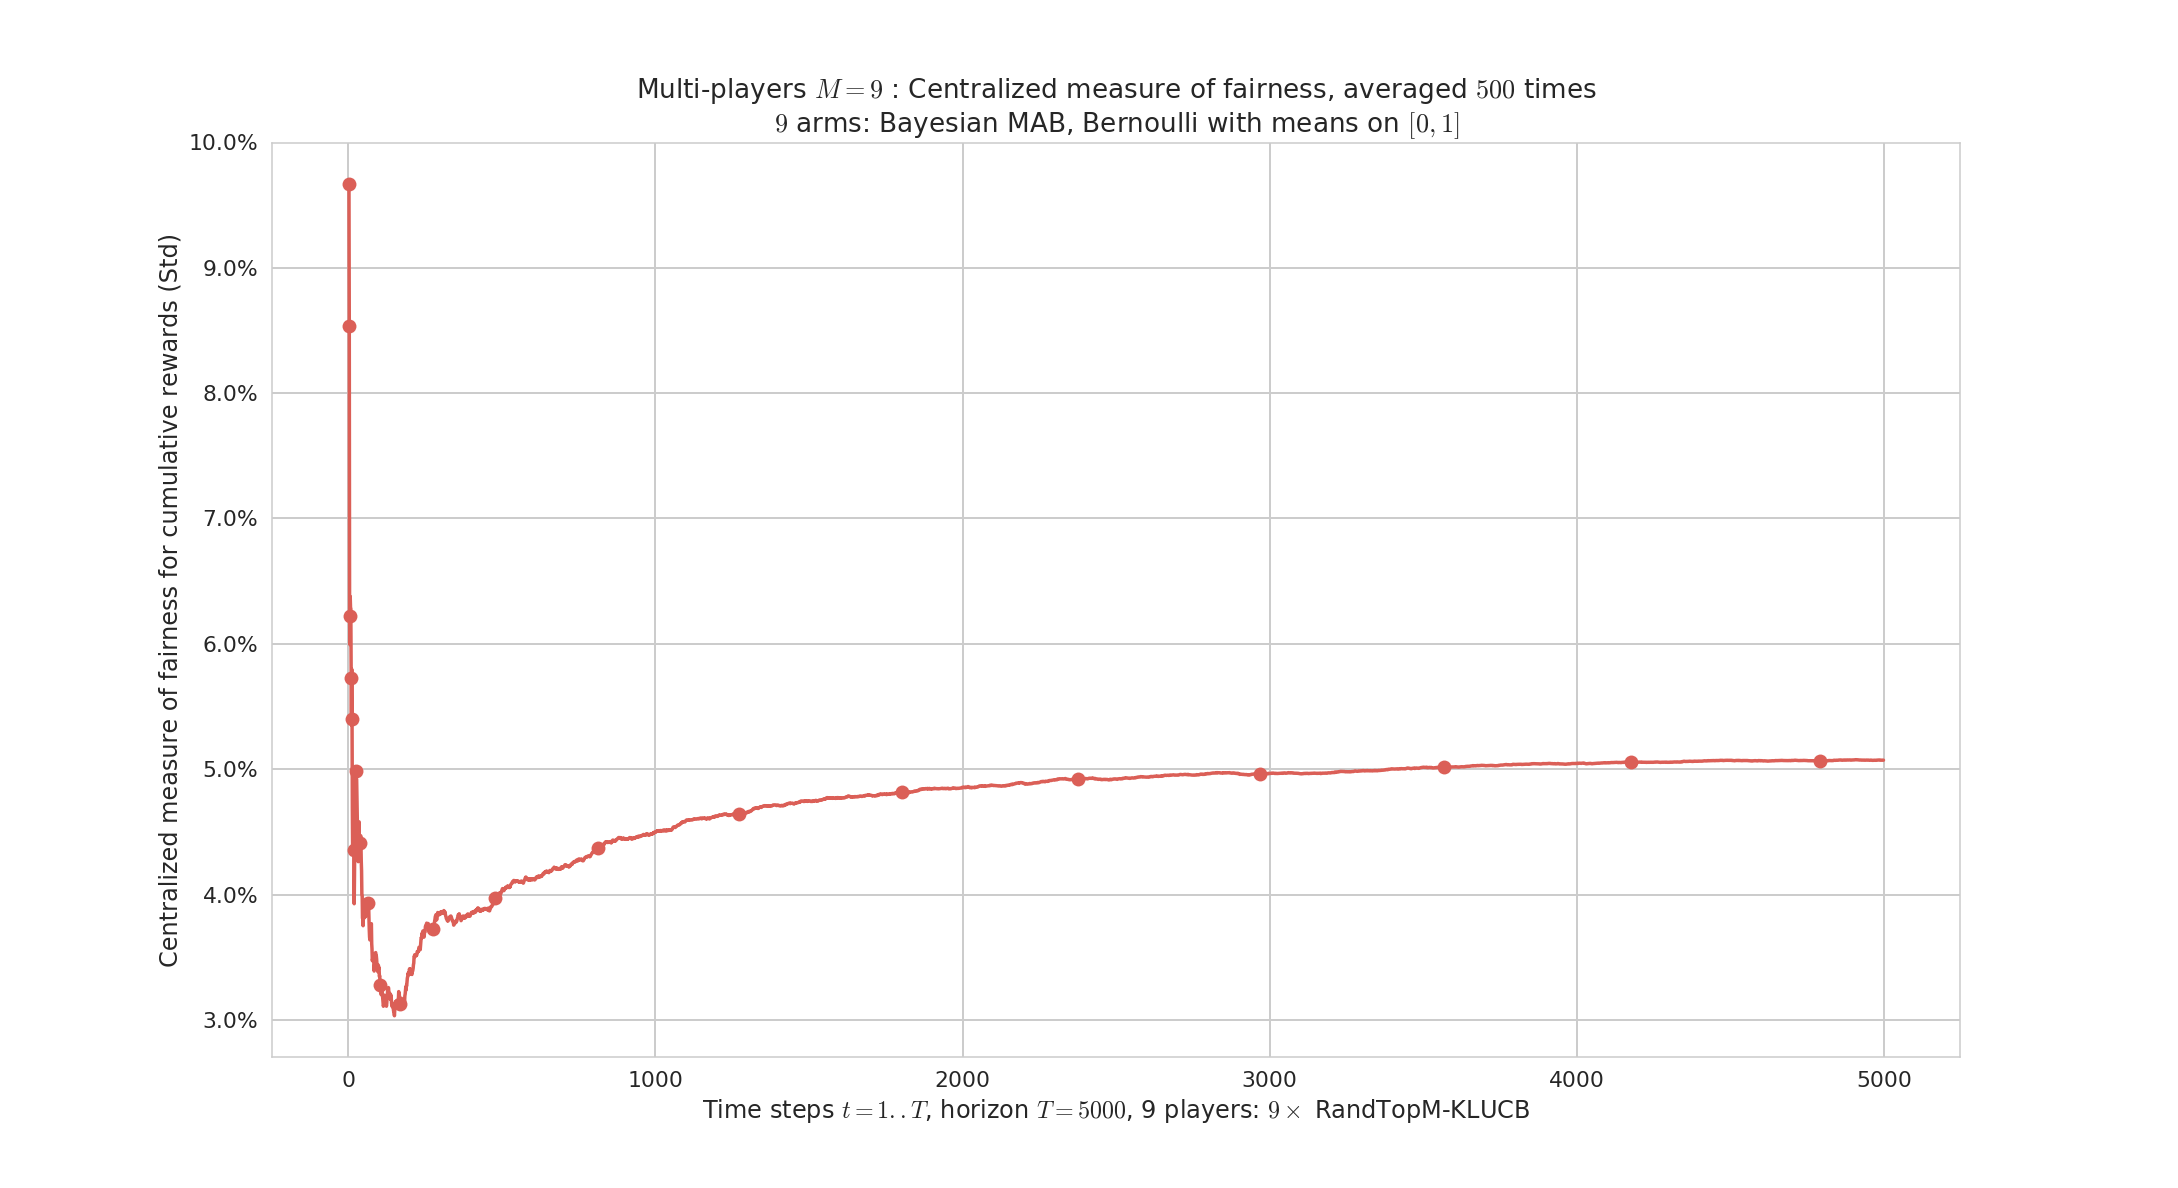 Multi-players M = 9 : Centralized measure of fairness, averaged 500 times
9 arms: Bayesian MAB, Bernoulli with means on [0, 1]
Centralized measure of fairness for cumulative rewards (Std)
10.0%
9.0%
8.0%
7.0%
6.0%
5.0%
4.0%
3.0%
0 1000 2000 3000 4000 5000
Time steps t = 1..T, horizon T = 5000, 9 players: 9× RandTopM-KLUCB